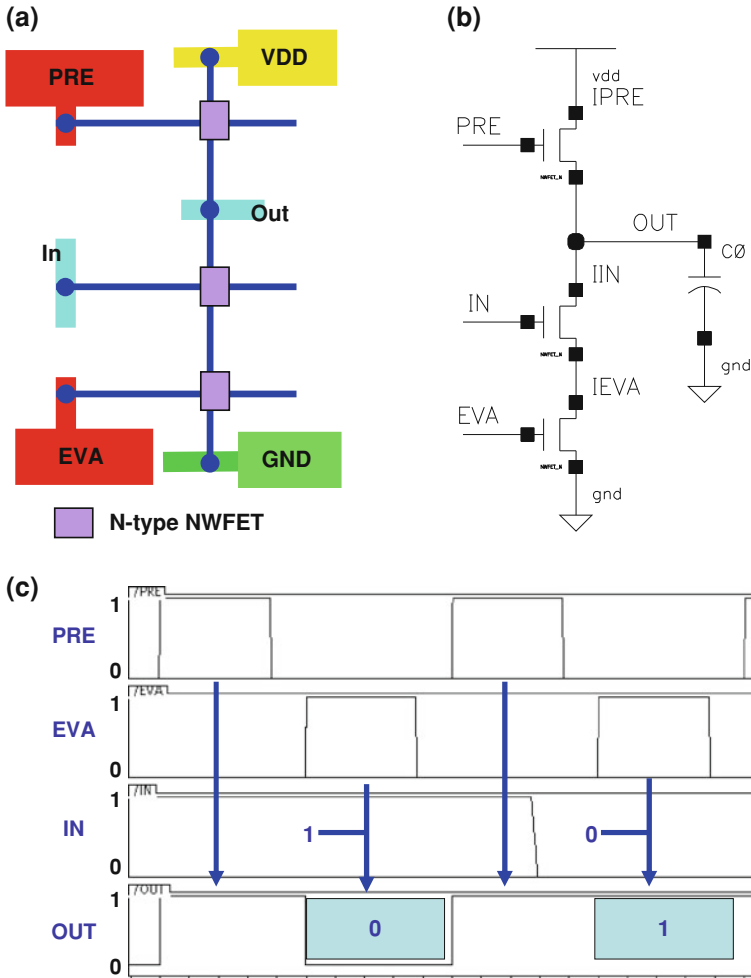 (a)
PRE
VDD
Out
In
EVA
GND
N-type NWFET
(b)
vdd
IPRE
PRE
NWFET_N
OUT
C0
IIN
IN
NWFET_N
gnd
IEVA
EVA
NWFET_N
gnd
(c)
/PRE
1
PRE
0
/EVA
1
EVA
0
/IN
1
IN
1
0
0
/OUT
1
OUT
0
1
0